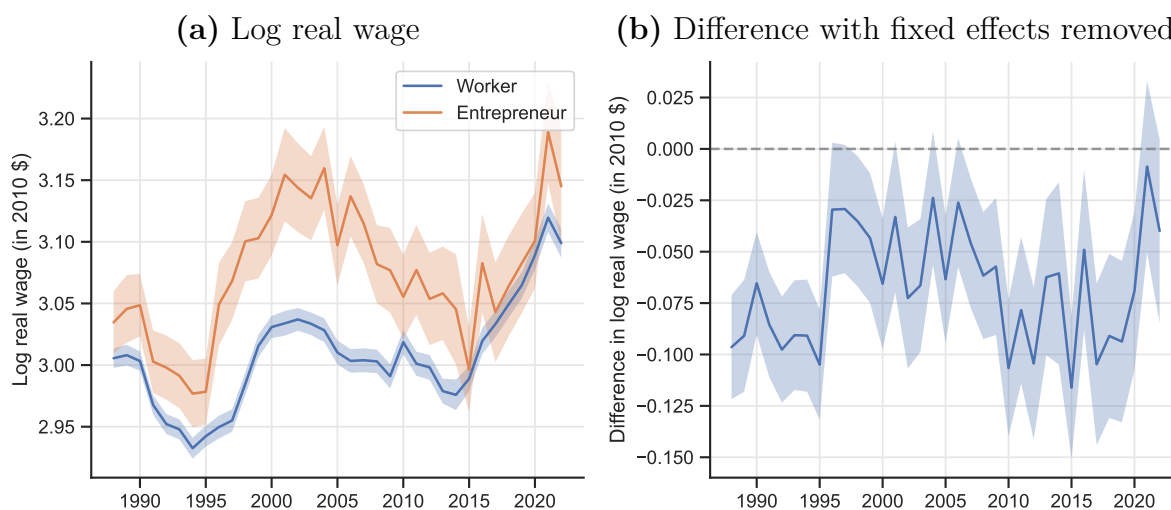 (a) Log real wage
Log real wage (in 2010 $)
3.20
3.15
3.10
3.05
3.00
2.95
Worker
Entrepreneur
1990 1995 2000 2005 2010 2015 2020
(b) Difference with fixed effects removed
Difference in log real wage (in 2010 $)
0.025
0.000
−0.025
−0.050
−0.075
−0.100
−0.125
−0.150
1990 1995 2000 2005 2010 2015 2020